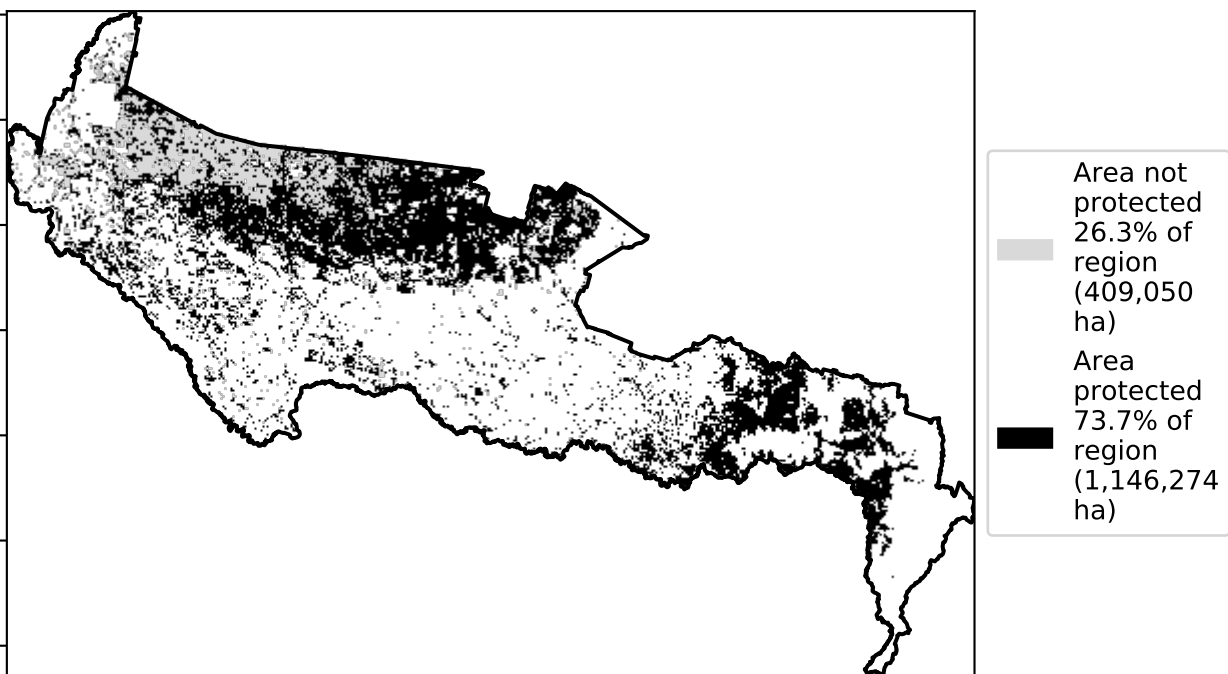 Area not
protected
26.3% of
region
(409,050
ha)
Area
protected
73.7% of
region
(1,146,274
ha)